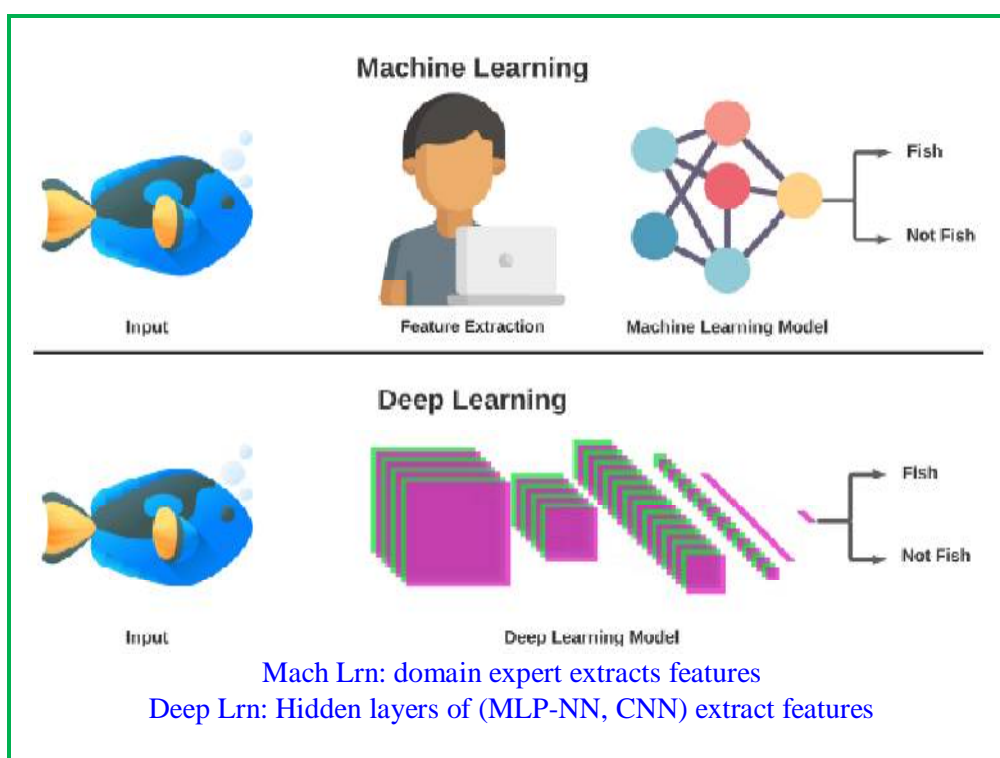 Machine Learning
Fish
Not Fish
Input
Feature Extraction
Machine Learning Model
Deep Learning
Fish
Not Fish
Input
Deep Learning Model
Mach Lrn: domain expert extracts features
Deep Lrn: Hidden layers of (MLP-NN, CNN) extract features